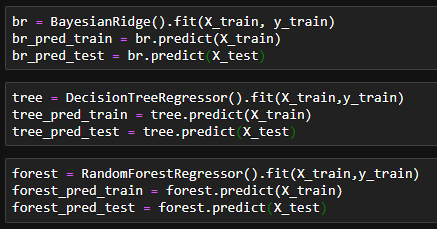 br = BayesianRidge().fit(X_train, y_train)
br_pred_train = br.predict(X_train)
br_pred_test = br.predict(X_test)
tree = DecisionTreeRegressor().fit(X_train,y_train)
tree_pred_train = tree.predict(X_train)
tree_pred_test = tree.predict(X_test)
forest = RandomForestRegressor().fit(X_train,y_train)
forest_pred_train = forest.predict(X_train)
forest_pred_test = forest.predict(X_test)